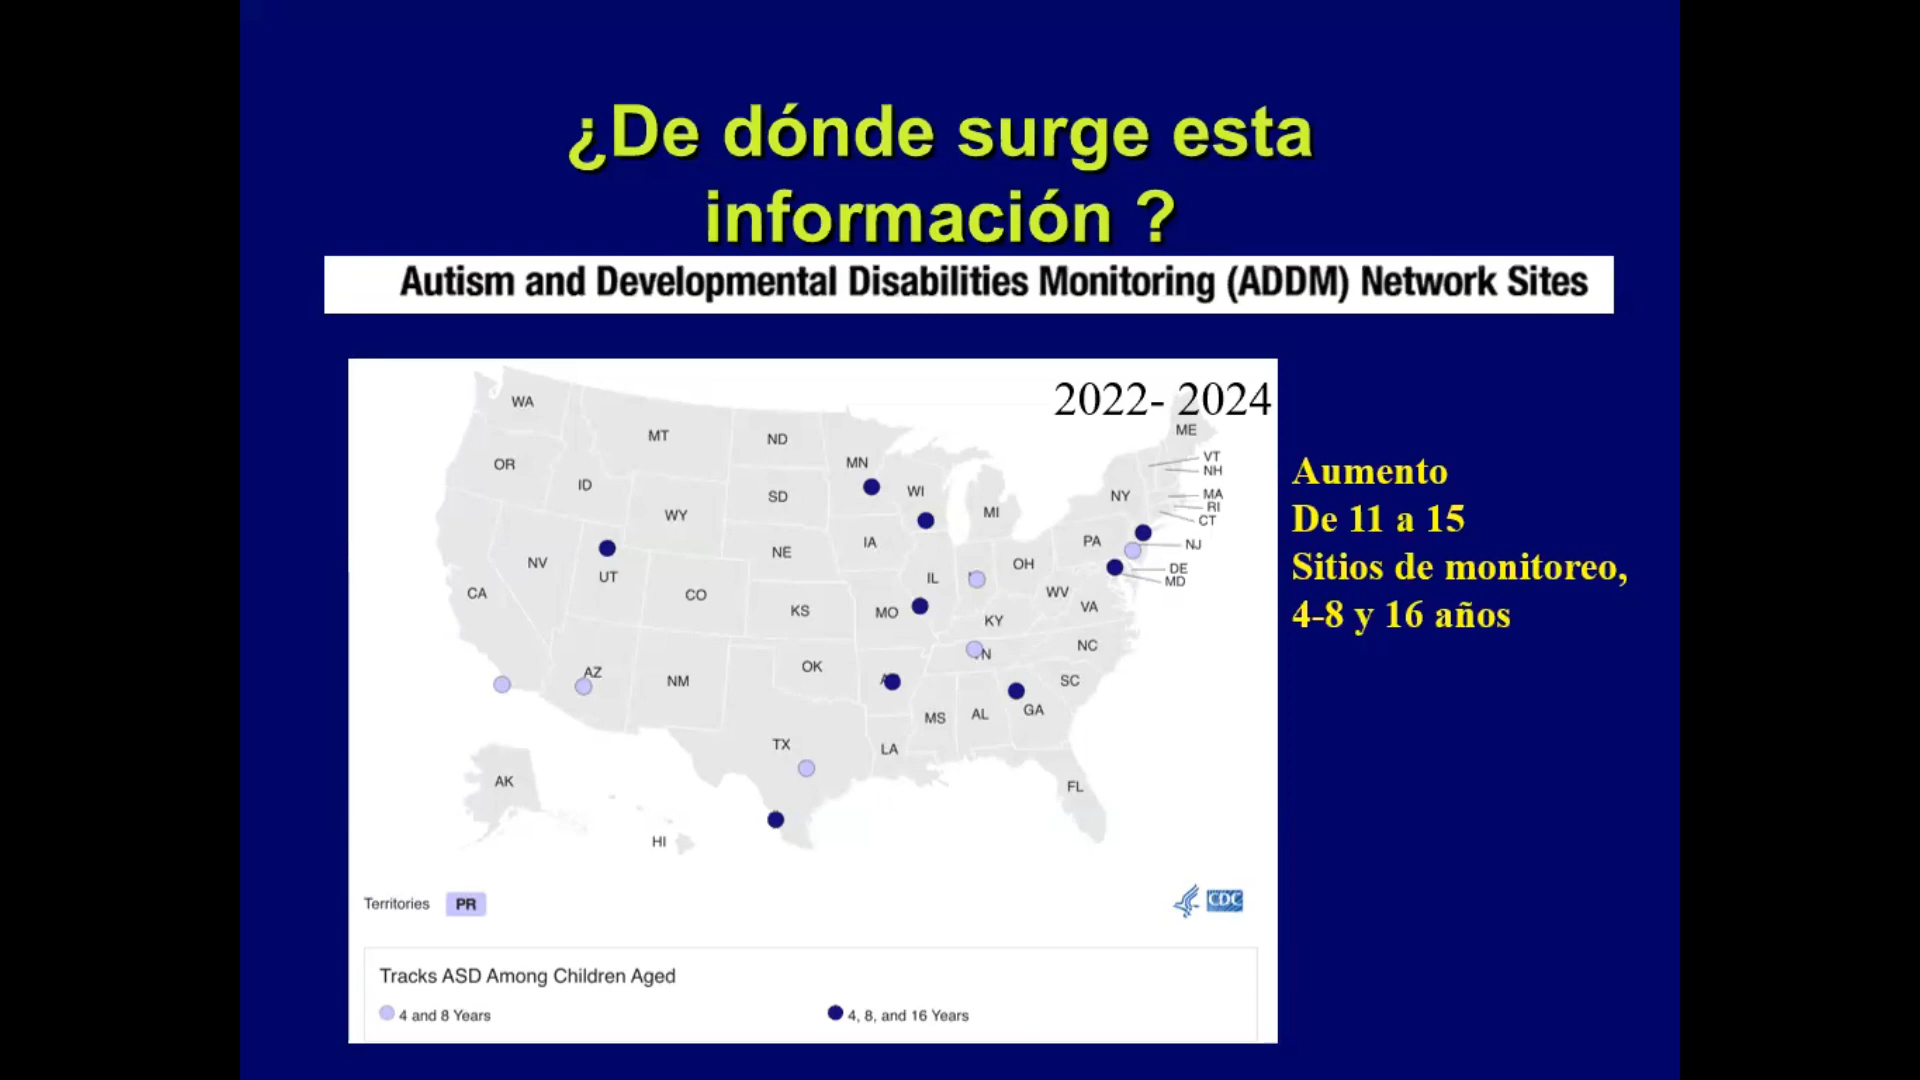 ¿De dónde surge esta
información ?
Autism and Developmental Disabilities Monitoring (ADDM) Network Sites
2022- 2024
WA
MT
ND
MN
OR
ID
SD
WI
MI
NY
ME
VT
NH
MA
RI
CT
WY
NV
UT
NE
IA
IL
OH
PA
NJ
DE
MD
CA
CO
KS
MO
KY
WV
VA
NC
AZ
NM
OK
SC
MS
AL
GA
TX
LA
FL
AK
HI
Aumento
De 11 a 15
Sitios de monitoreo,
4-8 y 16 años
Territories PR
CDC
Tracks ASD Among Children Aged
4 and 8 Years
4, 8, and 16 Years